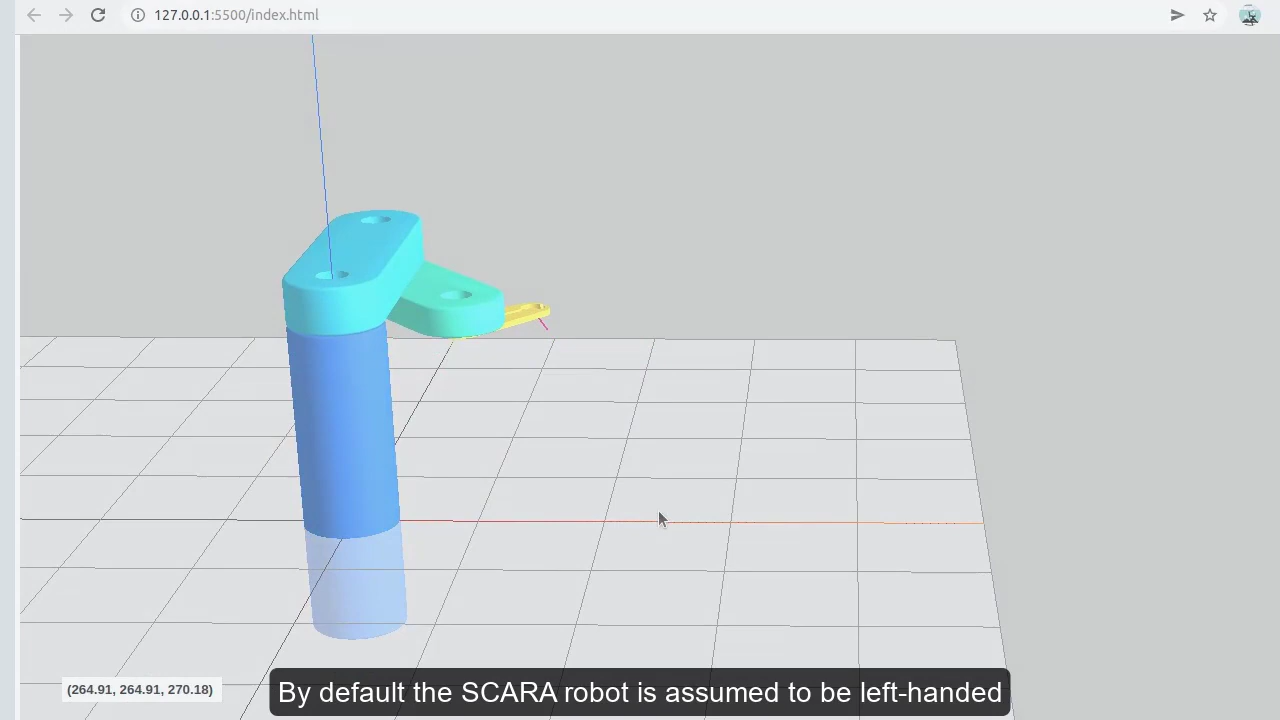 127.0.0.1:5500/index.html
(264.91, 264.91, 270.18)
By default the SCARA robot is assumed to be left-handed